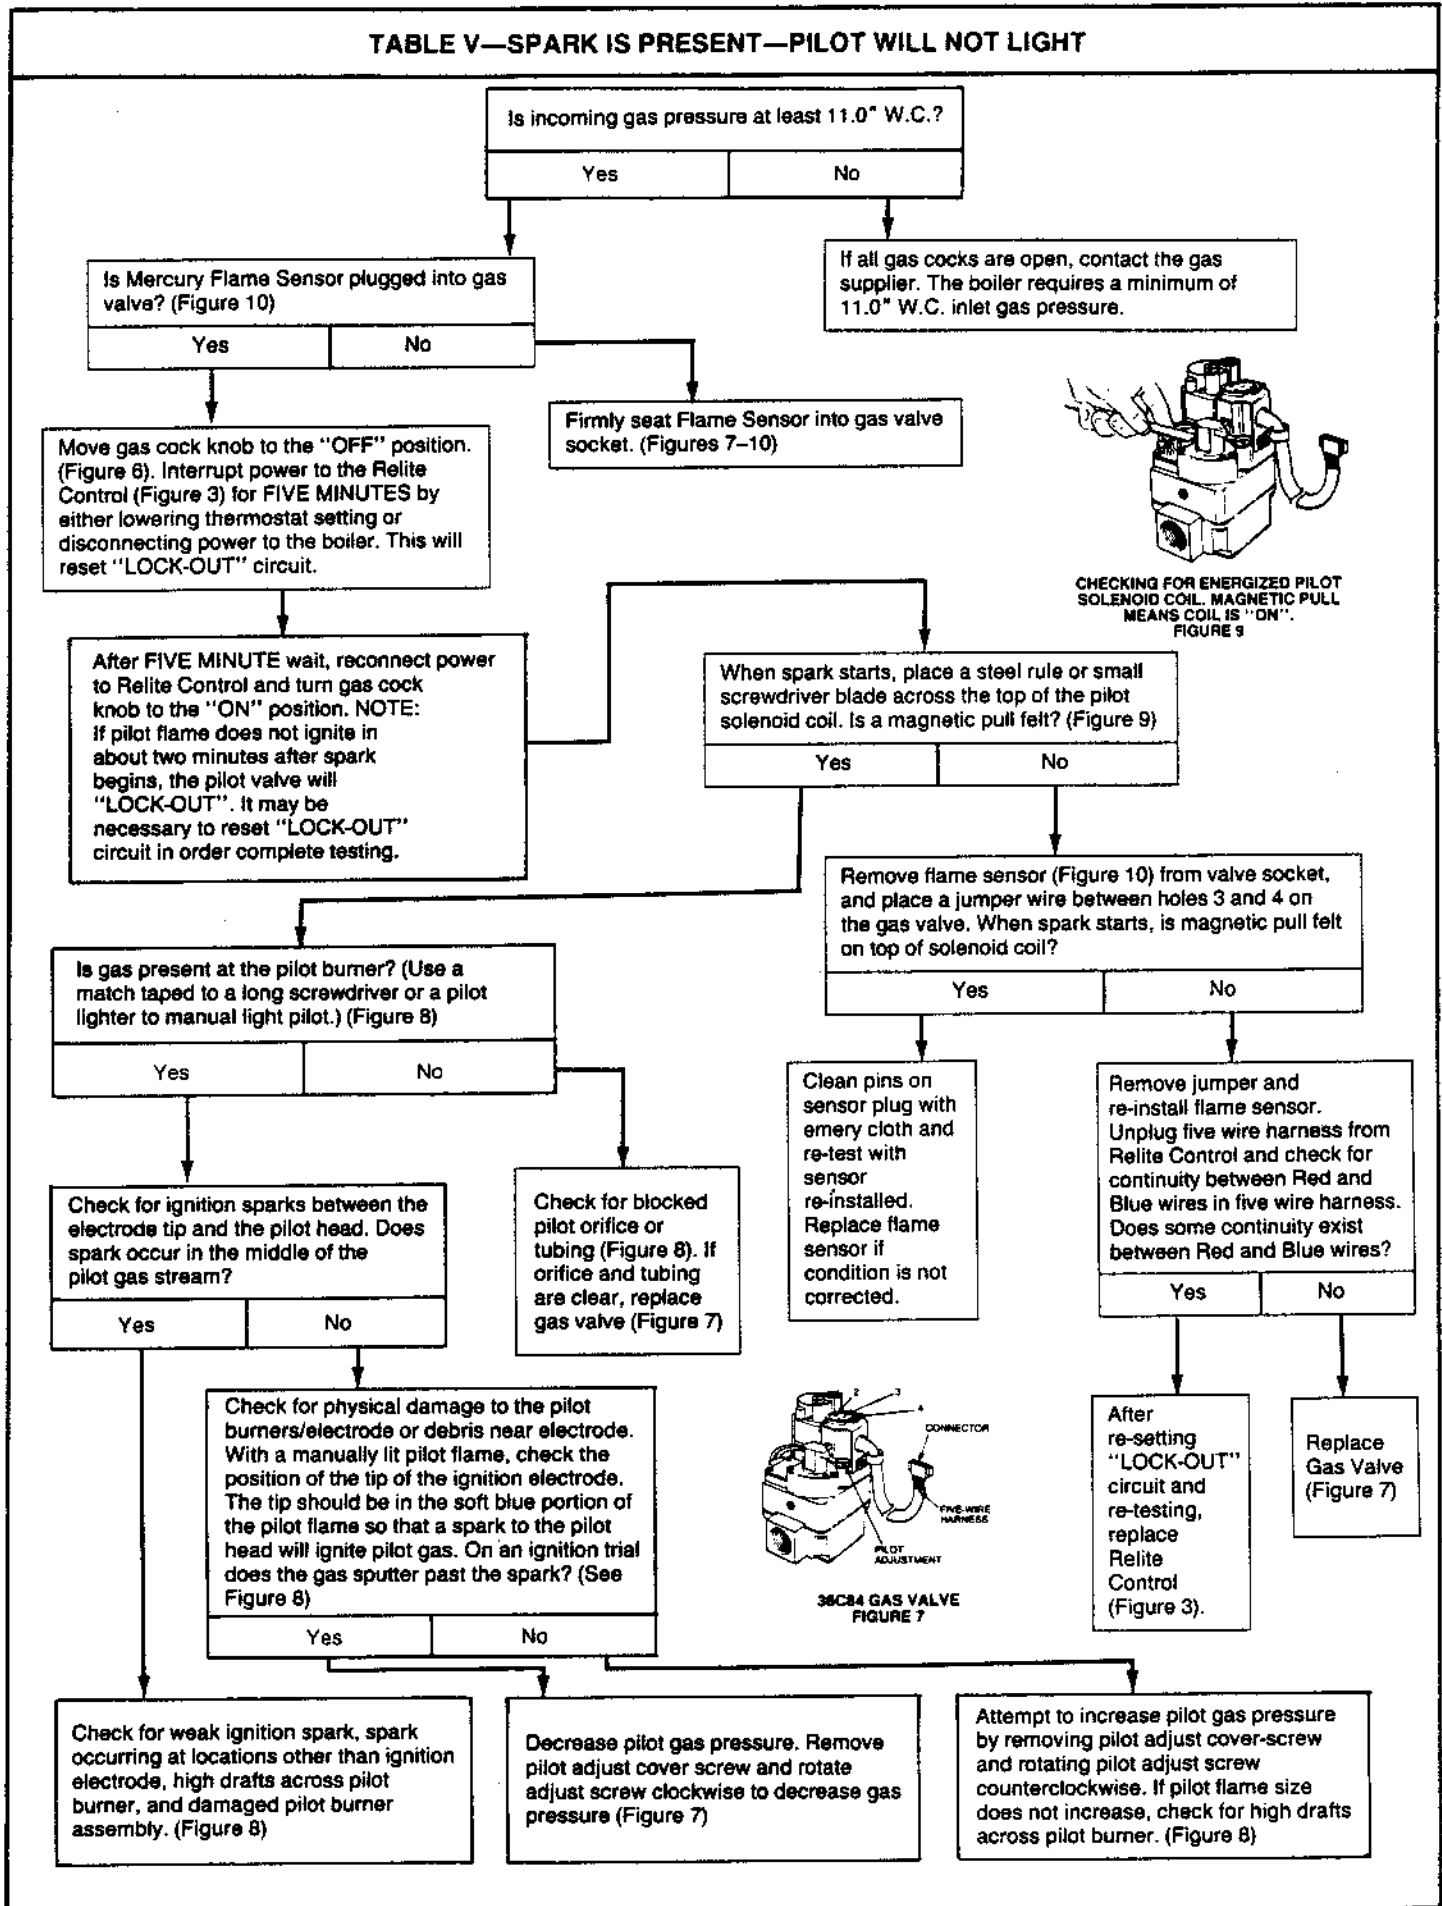 TABLE V—SPARK IS PRESENT—PILOT WILL NOT LIGHT
Is incoming gas pressure at least 11.0" W.C.?
Yes
No
Is Mercury Flame Sensor plugged into gas
valve? (Figure 10)
Yes
No
If all gas cocks are open, contact the gas
supplier. The boiler requires a minimum of
11.0" W.C. inlet gas pressure.
Firmly seat Flame Sensor into gas valve
socket. (Figures 7–10)
Move gas cock knob to the "OFF" position.
(Figure 6). Interrupt power to the Relite
Control (Figure 3) for FIVE MINUTES by
either lowering thermostat setting or
disconnecting power to the boiler. This will
reset "LOCK-OUT" circuit.
CHECKING FOR ENERGIZED PILOT
SOLENOID COIL. MAGNETIC PULL
MEANS COIL IS "ON".
FIGURE 9
After FIVE MINUTE wait, reconnect power
to Relite Control and turn gas cock
knob to the "ON" position. NOTE:
If pilot flame does not ignite in
about two minutes after spark
begins, the pilot valve will
"LOCK-OUT". It may be
necessary to reset "LOCK-OUT"
circuit in order complete testing.
When spark starts, place a steel rule or small
screwdriver blade across the top of the pilot
solenoid coil. Is a magnetic pull felt? (Figure 9)
Yes
No
Remove flame sensor (Figure 10) from valve socket,
and place a jumper wire between holes 3 and 4 on
the gas valve. When spark starts, is magnetic pull felt
on top of solenoid coil?
Yes
No
Is gas present at the pilot burner? (Use a
match taped to a long screwdriver or a pilot
lighter to manual light pilot.) (Figure 8)
Yes
No
Clean pins on
sensor plug with
emery cloth and
re-test with
sensor
re-installed.
Replace flame
sensor if
condition is not
corrected.
Remove jumper and
re-install flame sensor.
Unplug five wire harness from
Relite Control and check for
continuity between Red and
Blue wires in five wire harness.
Does some continuity exist
between Red and Blue wires?
Yes
No
Check for ignition sparks between the
electrode tip and the pilot head. Does
spark occur in the middle of the
pilot gas stream?
Yes
No
Check for blocked
pilot orifice or
tubing (Figure 8). If
orifice and tubing
are clear, replace
gas valve (Figure 7)
Check for physical damage to the pilot
burners/electrode or debris near electrode.
With a manually lit pilot flame, check the
position of the tip of the ignition electrode.
The tip should be in the soft blue portion of
the pilot flame so that a spark to the pilot
head will ignite pilot gas. On an ignition trial
does the gas sputter past the spark? (See
Figure 8)
Yes
No
2
3
4
CONNECTOR
FIVE-WIRE
HARNESS
PILOT
ADJUSTMENT
36C84 GAS VALVE
FIGURE 7
After
re-setting
"LOCK-OUT"
circuit and
re-testing,
replace
Relite
Control
(Figure 3).
Replace
Gas Valve
(Figure 7)
Check for weak ignition spark, spark
occurring at locations other than ignition
electrode, high drafts across pilot
burner, and damaged pilot burner
assembly. (Figure 8)
Decrease pilot gas pressure. Remove
pilot adjust cover screw and rotate
adjust screw clockwise to decrease gas
pressure (Figure 7)
Attempt to increase pilot gas pressure
by removing pilot adjust cover-screw
and rotating pilot adjust screw
counterclockwise. If pilot flame size
does not increase, check for high drafts
across pilot burner. (Figure 8)